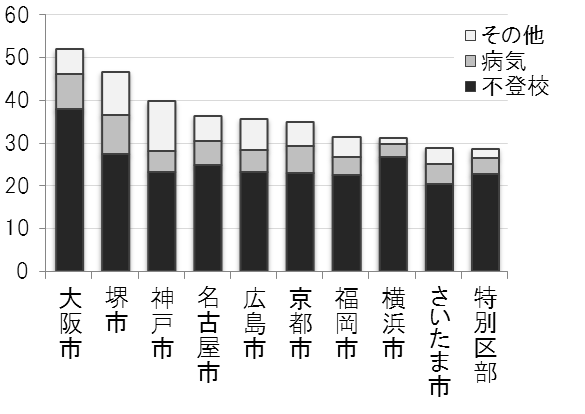 60
50
40
30
20
10
0
その他
病気
不登校
大阪市
堺市
神戸市
名古屋市
広島市
京都市
福岡市
横浜市
さいたま市
特別区部